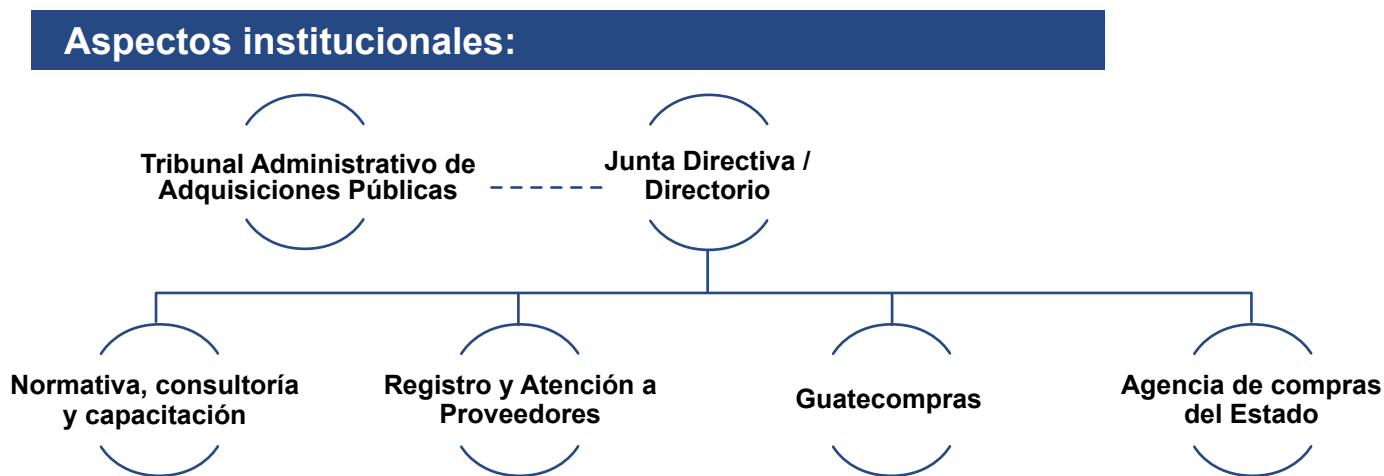 Aspectos institucionales:
Tribunal Administrativo de
Adquisiciones Públicas
Junta Directiva /
Directorio
Normativa, consultoría
y capacitación
Registro y Atención a
Proveedores
Guatecompras
Agencia de compras
del Estado